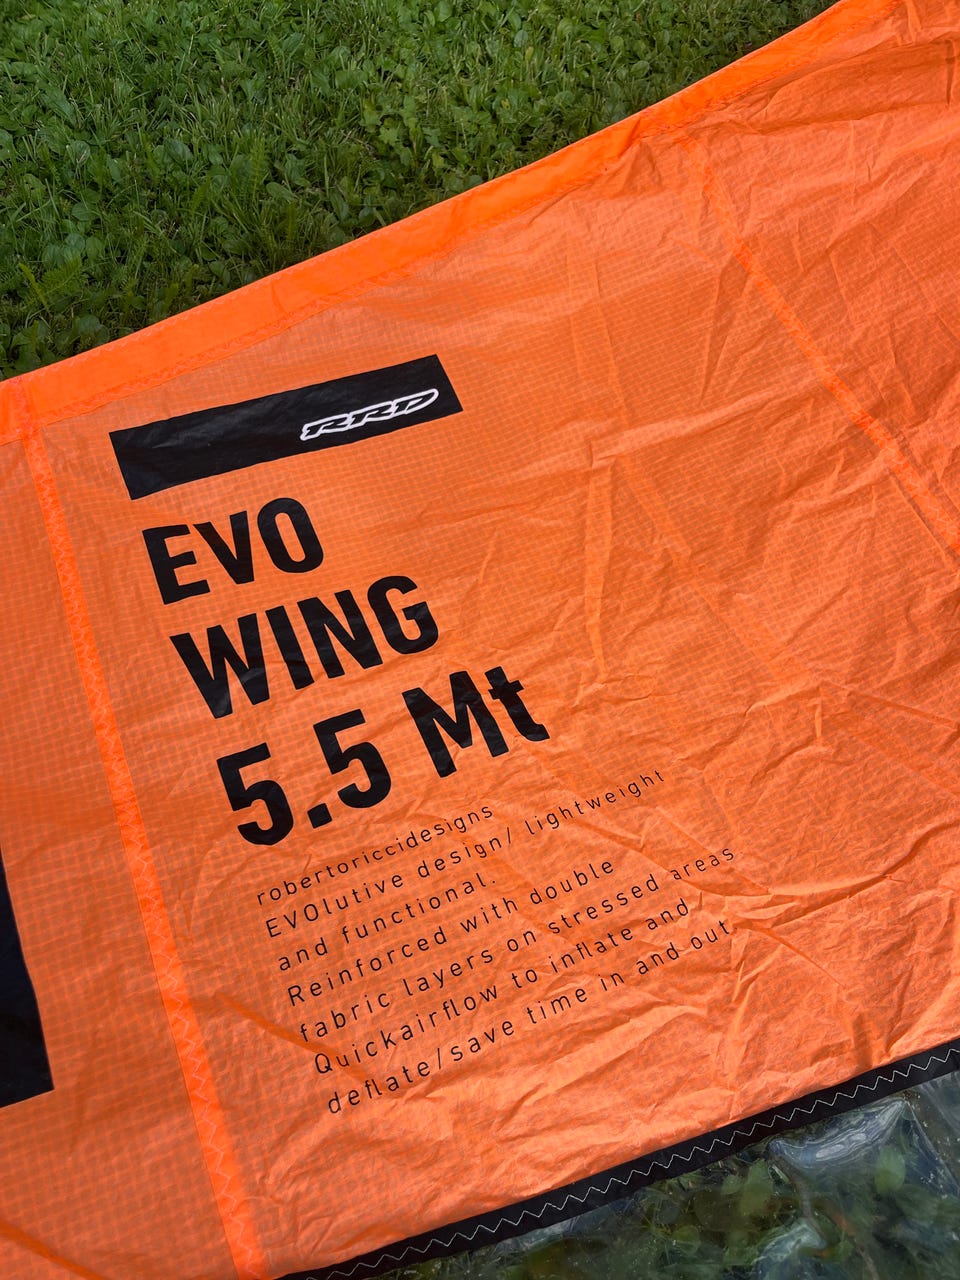 RRD
EVO
WING
5.5 Mt
robertoriccidesigns
EVOlutive design/ lightweight
and functional.
Reinforced with double
fabric layers on stressed areas
Quickairflow to inflate and
deflate/save time in and out